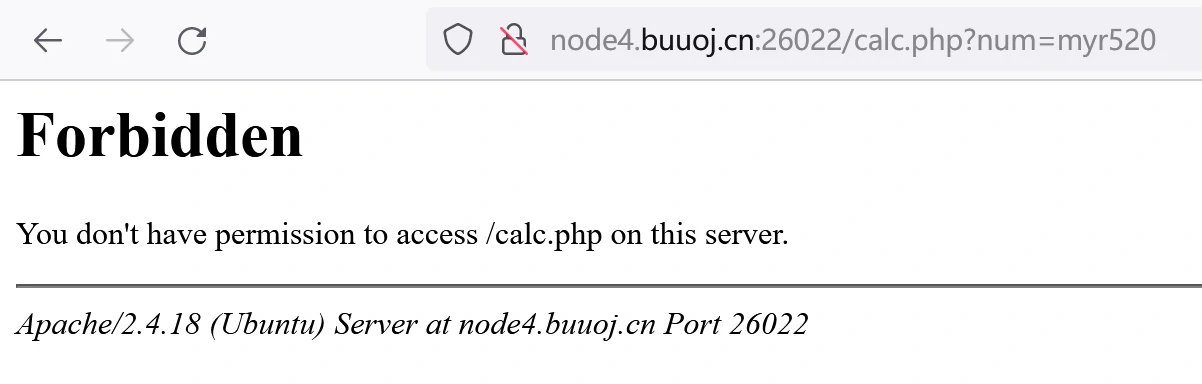 node4.buuoj.cn:26022/calc.php?num=myr520
Forbidden
You don't have permission to access /calc.php on this server.
Apache/2.4.18 (Ubuntu) Server at node4.buuoj.cn Port 26022